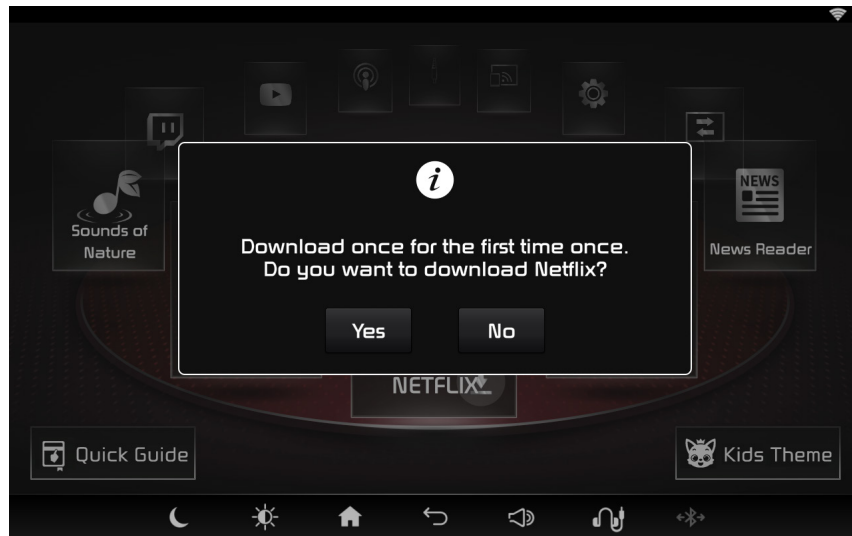 NEWS
Sounds of
Nature
News Reader
i
Download once for the first time once.
Do you want to download Netflix?
Yes
No
NETFLIX
Quick Guide
Kids Theme